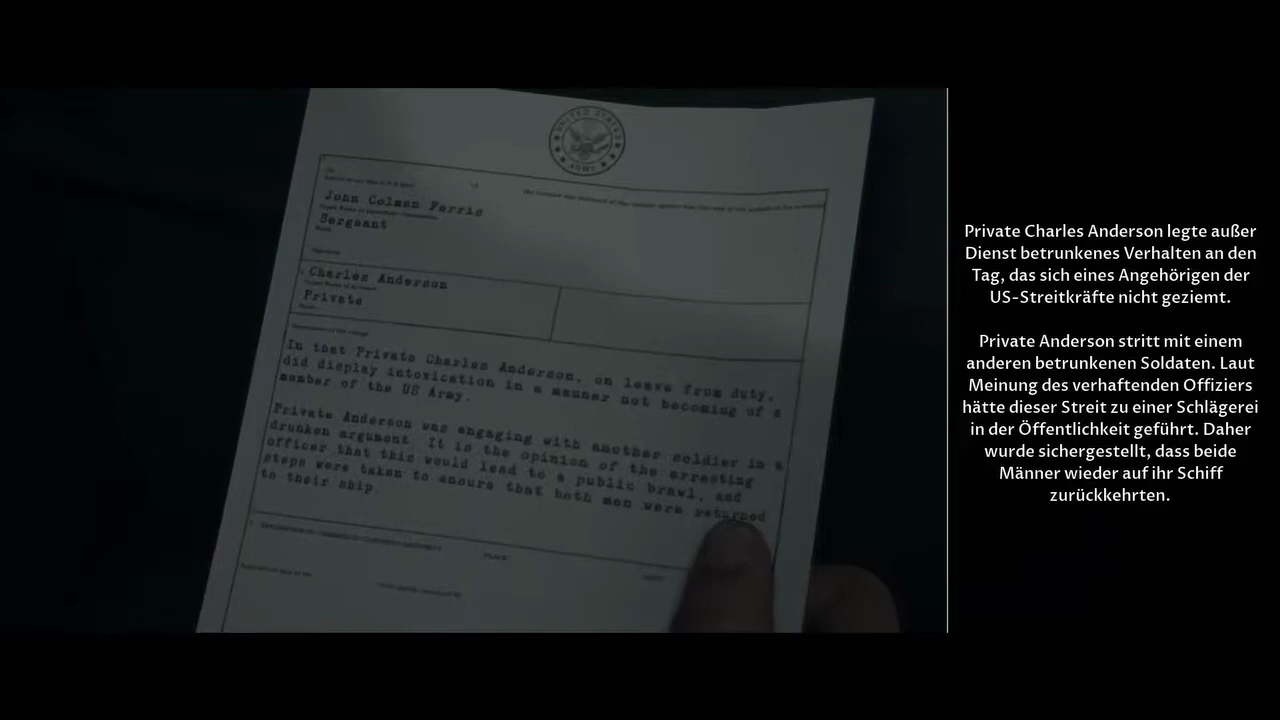 UNITED STATES
ARMY
John Colman Ferris
Sergeant
Charles Anderson
Private
In that Private Charles Anderson, on leave from duty,
did display intoxication in a manner not becoming of a
member of the US Army.
Private Anderson was engaging with another soldier in a
drunken argument. It is the opinion of the arresting
officer that this would lead to a public brawl, and
steps were taken to ensure that both men were returned
to their ship.
PLACE
Private Charles Anderson legte außer
Dienst betrunkenes Verhalten an den
Tag, das sich eines Angehörigen der
US-Streitkräfte nicht geziemt.
Private Anderson stritt mit einem
anderen betrunkenen Soldaten. Laut
Meinung des verhaftenden Offiziers
hätte dieser Streit zu einer Schlägerei
in der Öffentlichkeit geführt. Daher
wurde sichergestellt, dass beide
Männer wieder auf ihr Schiff
zurückkehrten.